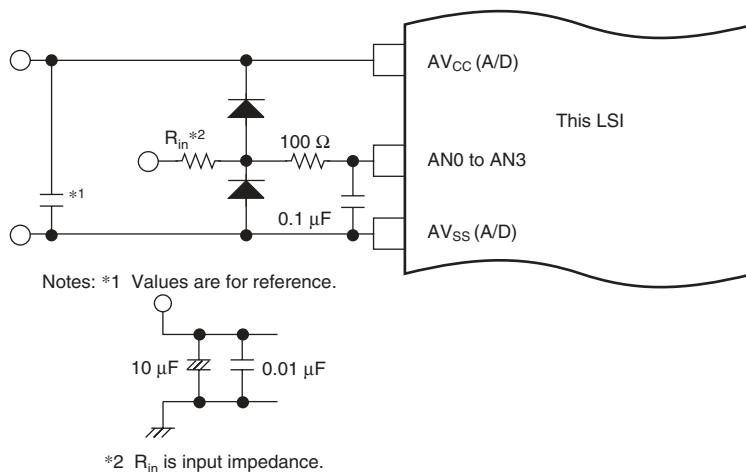 AVCC (A/D)
This LSI
Rin*2
100 Ω
AN0 to AN3
*1
0.1 μF
AVSS (A/D)
Notes: *1 Values are for reference.
10 μF
0.01 μF
*2 Rin is input impedance.